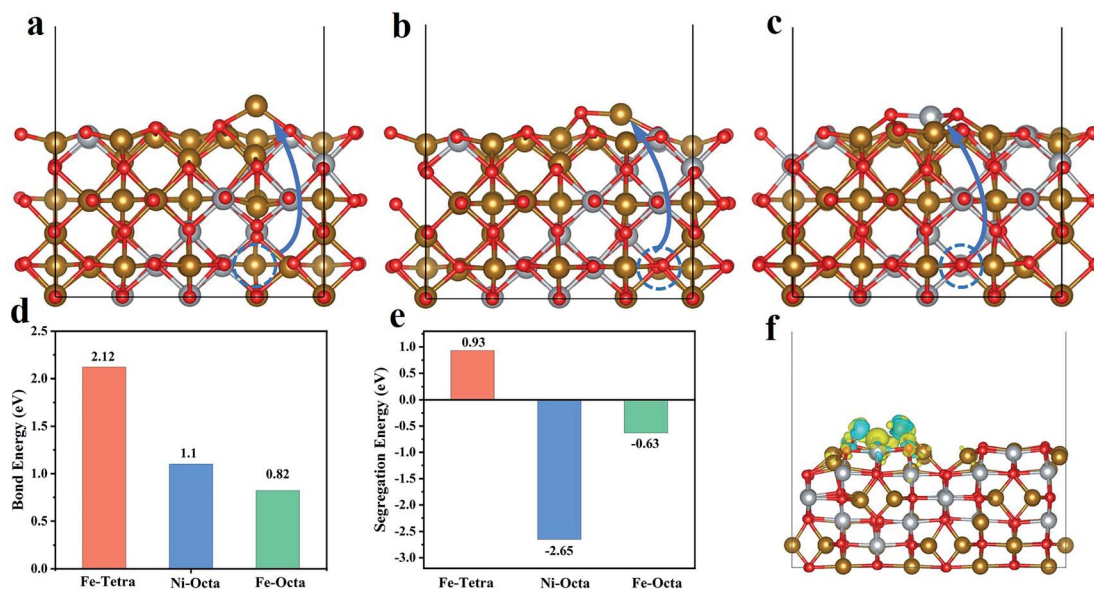 a
b
c
d
Bond Energy (eV)
2.5
2.0
1.5
1.0
0.5
0.0
2.12
1.1
0.82
Fe-Tetra
Ni-Octa
Fe-Octa
e
Segregation Energy (eV)
1.0
0.5
0.0
-0.5
-1.0
-1.5
-2.0
-2.5
-3.0
0.93
-2.65
-0.63
Fe-Tetra
Ni-Octa
Fe-Octa
f